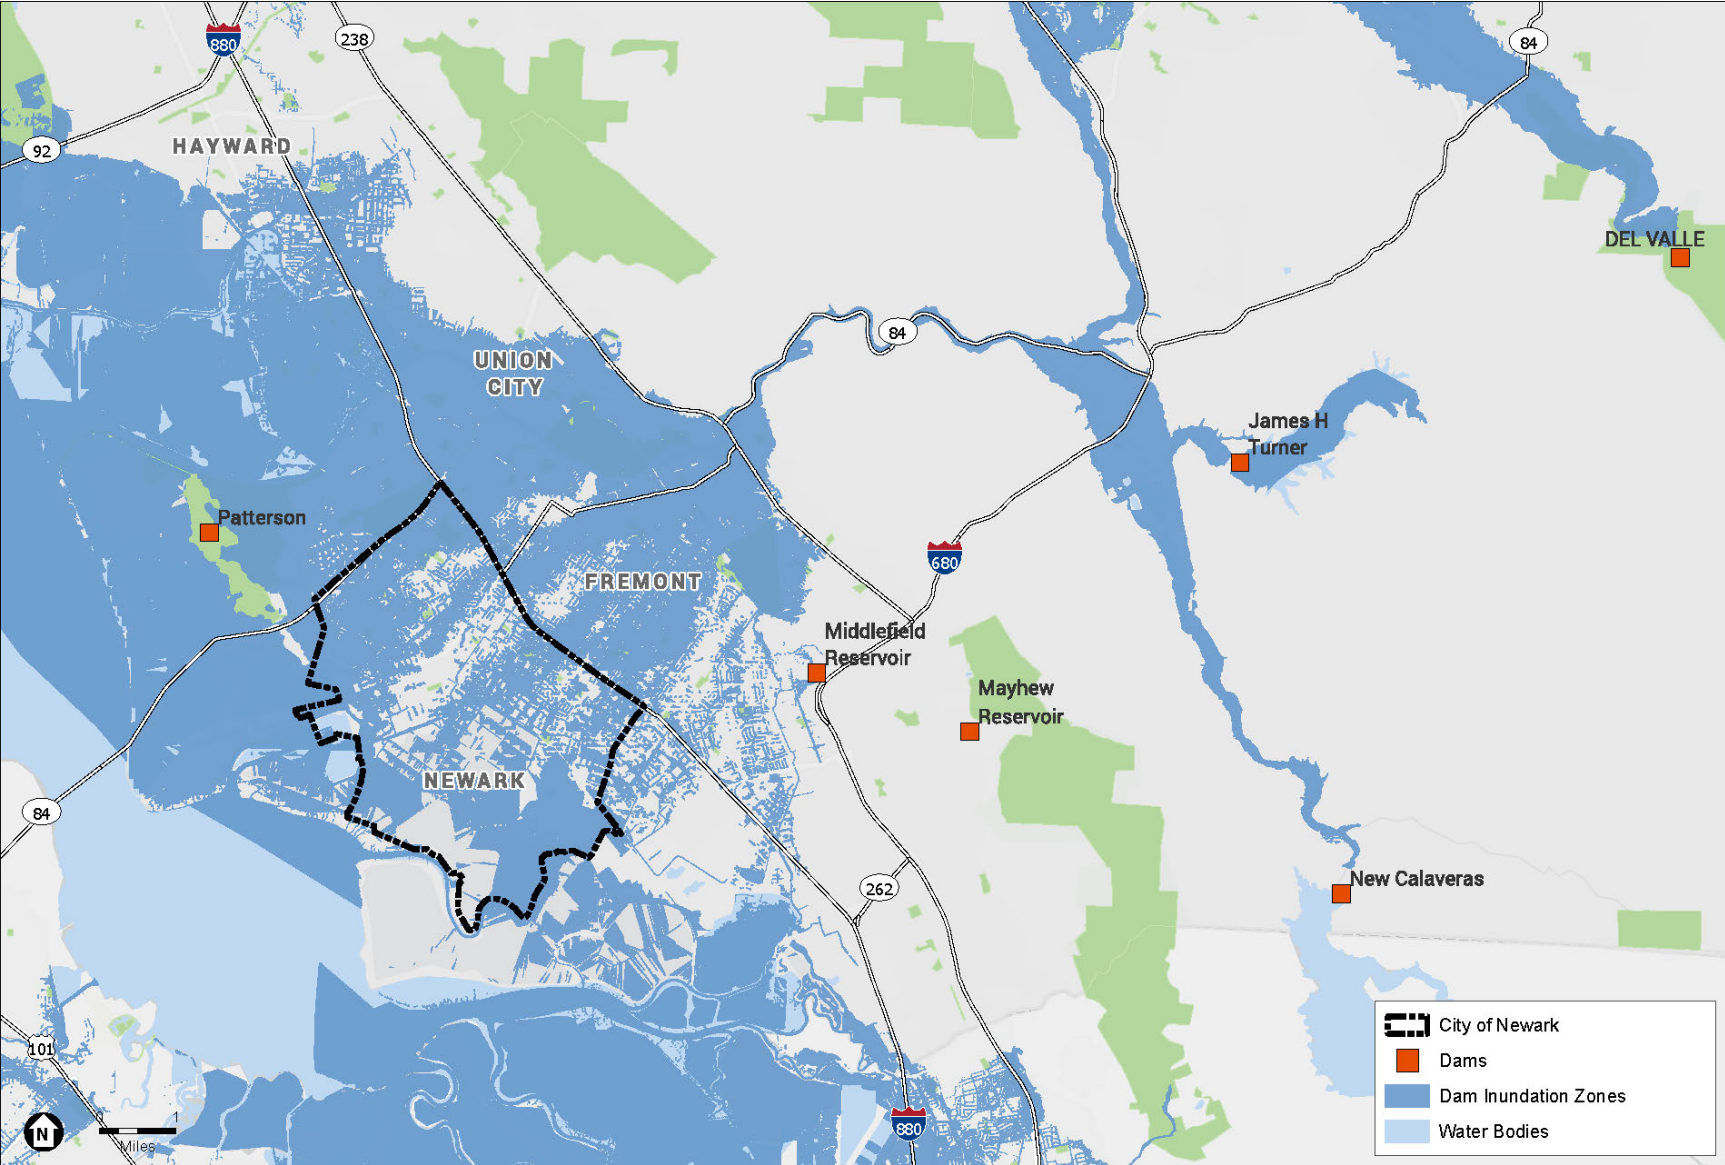 880
238
84
HAYWARD
92
DEL VALLE
84
UNION
CITY
James H
Turner
Patterson
680
FREMONT
Middlefield
Reservoir
Mayhew
Reservoir
NEWARK
84
262
New Calaveras
City of Newark
Dams
Dam Inundation Zones
Water Bodies
101
880
N
0 1
Miles